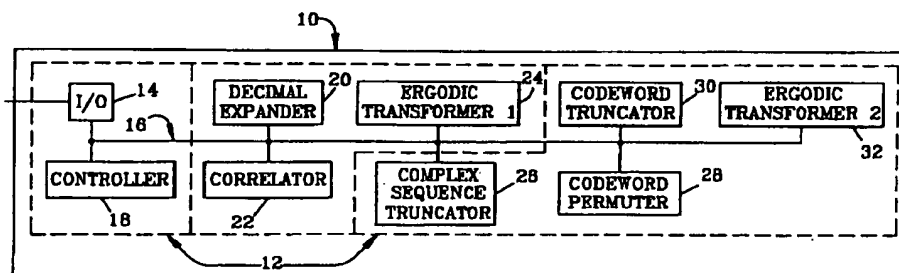 10
I/O
14
DECIMAL
EXPANDER
20
ERGODIC
TRANSFORMER 1
24
CODEWORD
TRUNCATOR
30
ERGODIC
TRANSFORMER 2
32
16
CONTROLLER
18
CORRELATOR
22
COMPLEX
SEQUENCE
TRUNCATOR
26
CODEWORD
PERMUTER
28
12